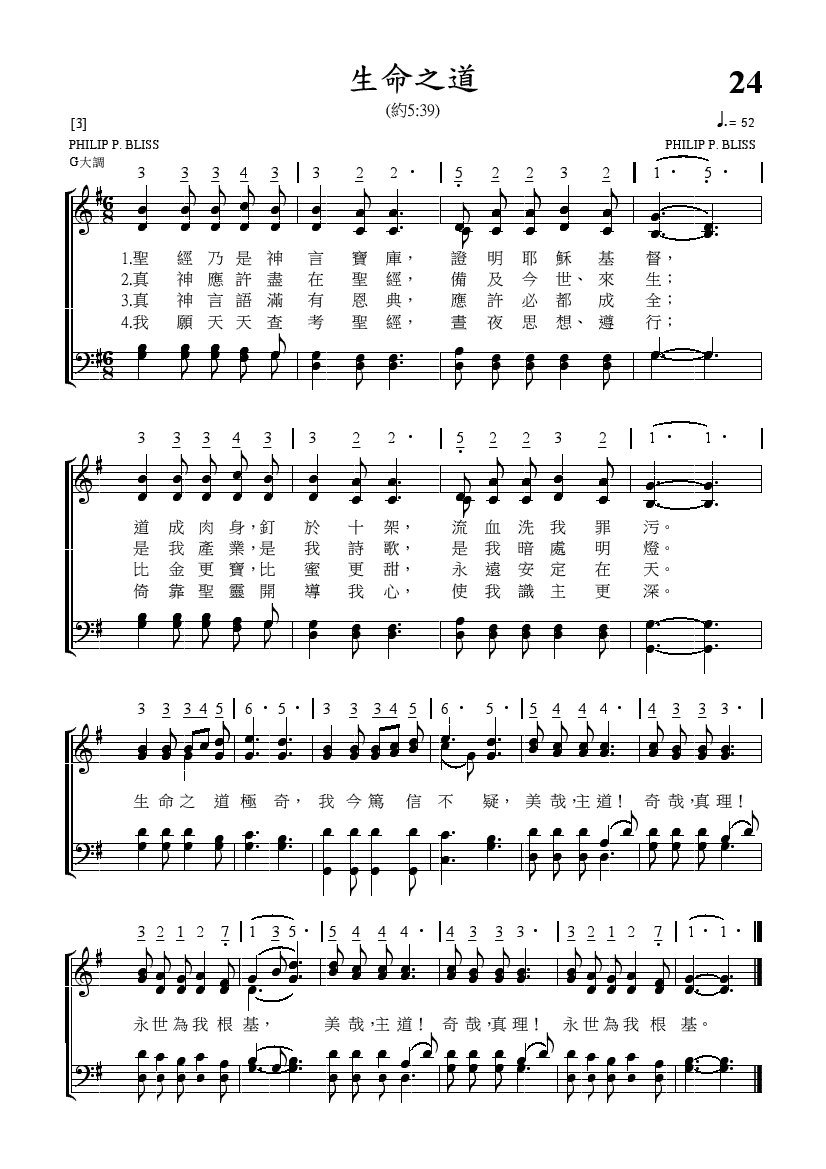 生命之道
24
(約5:39)
[3]
♩. = 52
PHILIP P. BLISS
PHILIP P. BLISS
G大調
3 3 3 4 3 | 3 2 2 · | 5 2 2 3 2 | 1 · 5 · |
1.聖經乃是神言寶庫，證明耶穌基督，
2.真神應許盡在聖經，備及今世、來生；
3.真神言語滿有恩典，應許必都成全；
4.我願天天查考聖經，晝夜思想、遵行；
3 3 3 4 3 | 3 2 2 · | 5 2 2 3 2 | 1 · 1 · |
道成肉身，釘於十架，流血洗我罪污。
是我產業，是我詩歌，是我暗處明燈。
比金更寶，比蜜更甜，永遠安定在天。
倚靠聖靈開導我心，使我識主更深。
3 3 3 4 5 | 6 · 5 · | 3 3 3 4 5 | 6 · 5 · | 5 4 4 4 · | 4 3 3 3 · |
生命之道極奇，我今篤信不疑，美哉，主道！奇哉，真理！
3 2 1 2 7 | 1 3 5 · | 5 4 4 4 · | 4 3 3 3 · | 3 2 1 2 7 | 1 · 1 · ||
永世為我根基，美哉，主道！奇哉，真理！永世為我根基。